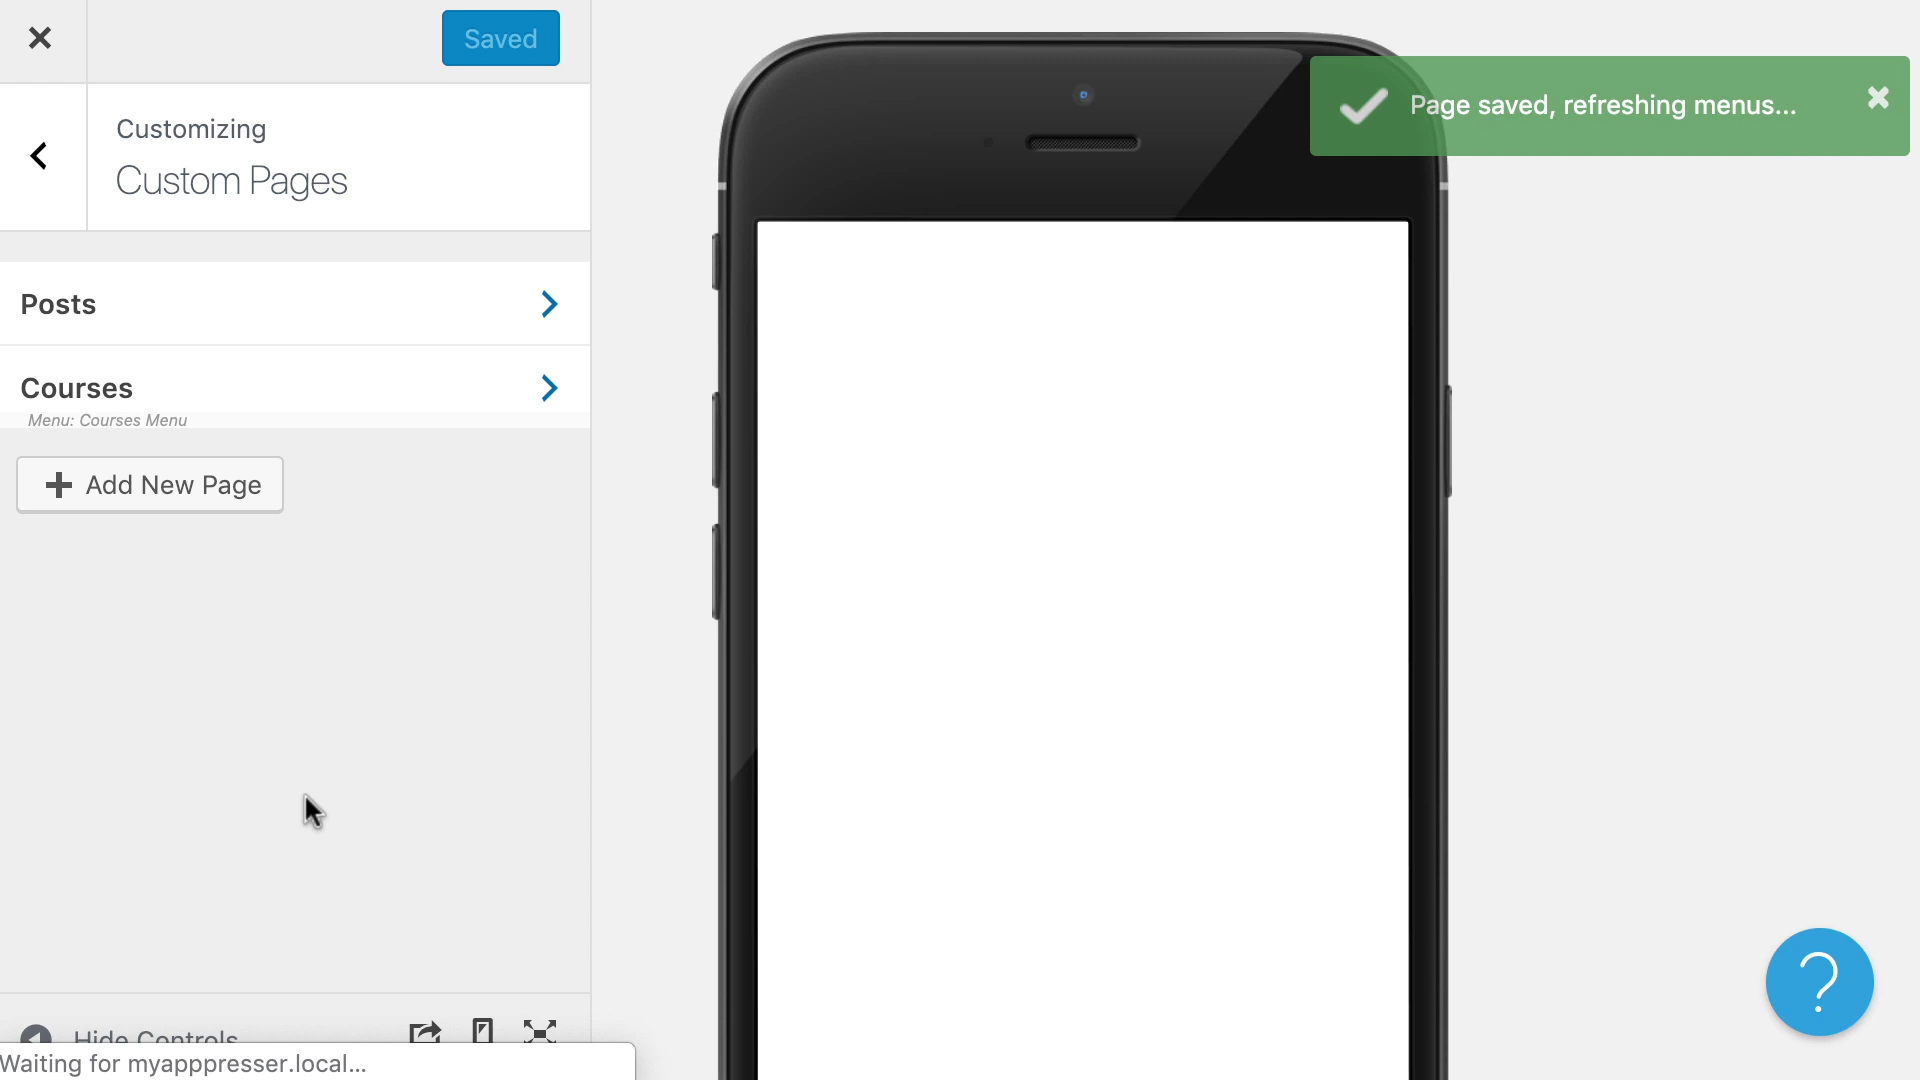 Saved
Page saved, refreshing menus...
Customizing
Custom Pages
Posts
Courses
Menu: Courses Menu
Add New Page
Hide Controls
Waiting for myapppresser.local...